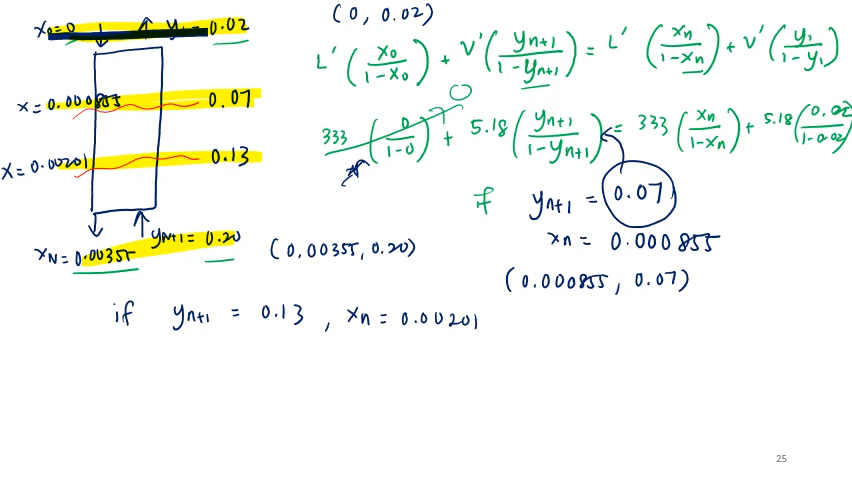 x₀=0 y₁ 0.02
(0, 0.02)
L' (x₀/(1-x₀)) + V' (yn+1/(1-yn+1)) = L' (xn/(1-xn)) + V' (y₁/(1-y₁))
x=0.000855 0.07
333 (0/(1-0)) 0 + 5.18 (yn+1/(1-yn+1)) = 333 (xn/(1-xn)) + 5.18 (0.02/(1-0.02))
x=0.00201 0.13
If yn+1 = 0.07
xn = 0.000855
xN=0.00355 yN+1=0.20
(0.00355, 0.20)
(0.000855, 0.07)
if yn+1 = 0.13, xn=0.00201
25